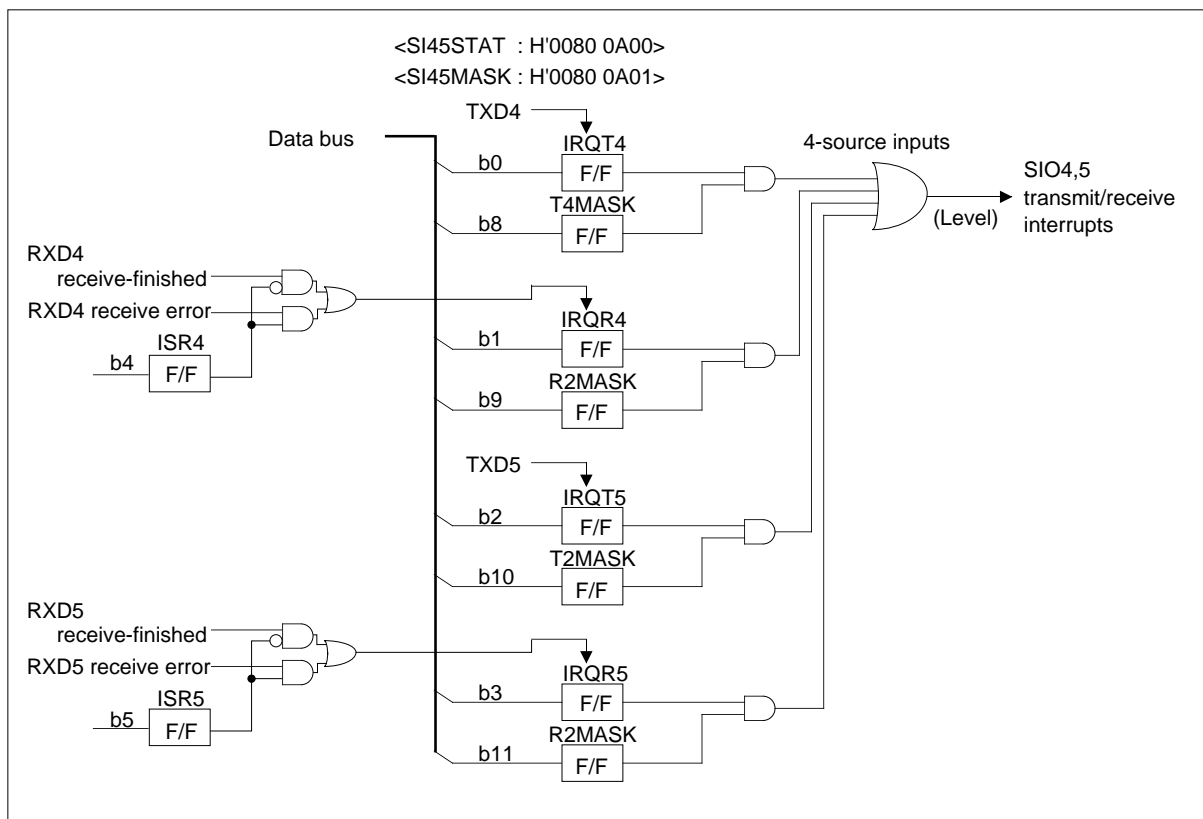 <SI45STAT : H'0080 0A00>
<SI45MASK : H'0080 0A01>
TXD4
Data bus
IRQT4
4-source inputs
b0
F/F
T4MASK
b8
F/F
SIO4,5
transmit/receive
interrupts
(Level)
RXD4
receive-finished
RXD4 receive error
ISR4
b4
F/F
IRQR4
b1
F/F
R2MASK
b9
F/F
TXD5
IRQT5
b2
F/F
T2MASK
b10
F/F
RXD5
receive-finished
RXD5 receive error
ISR5
b5
F/F
IRQR5
b3
F/F
R2MASK
b11
F/F